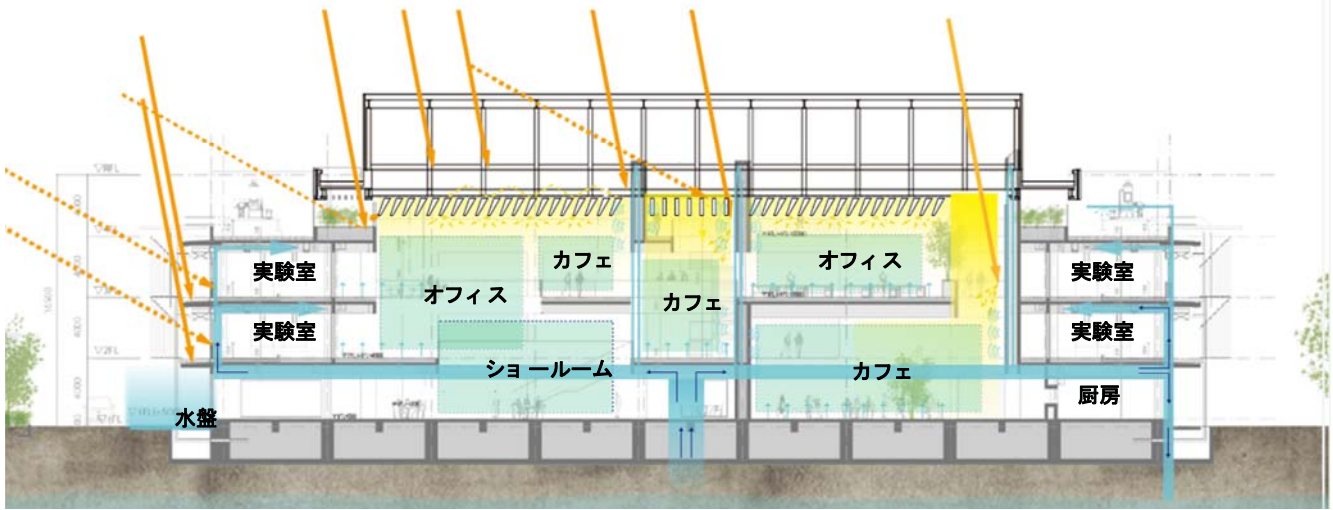 実験室
実験室
オフィス
カフェ
カフェ
オフィス
実験室
実験室
ショールーム
カフェ
厨房
水盤